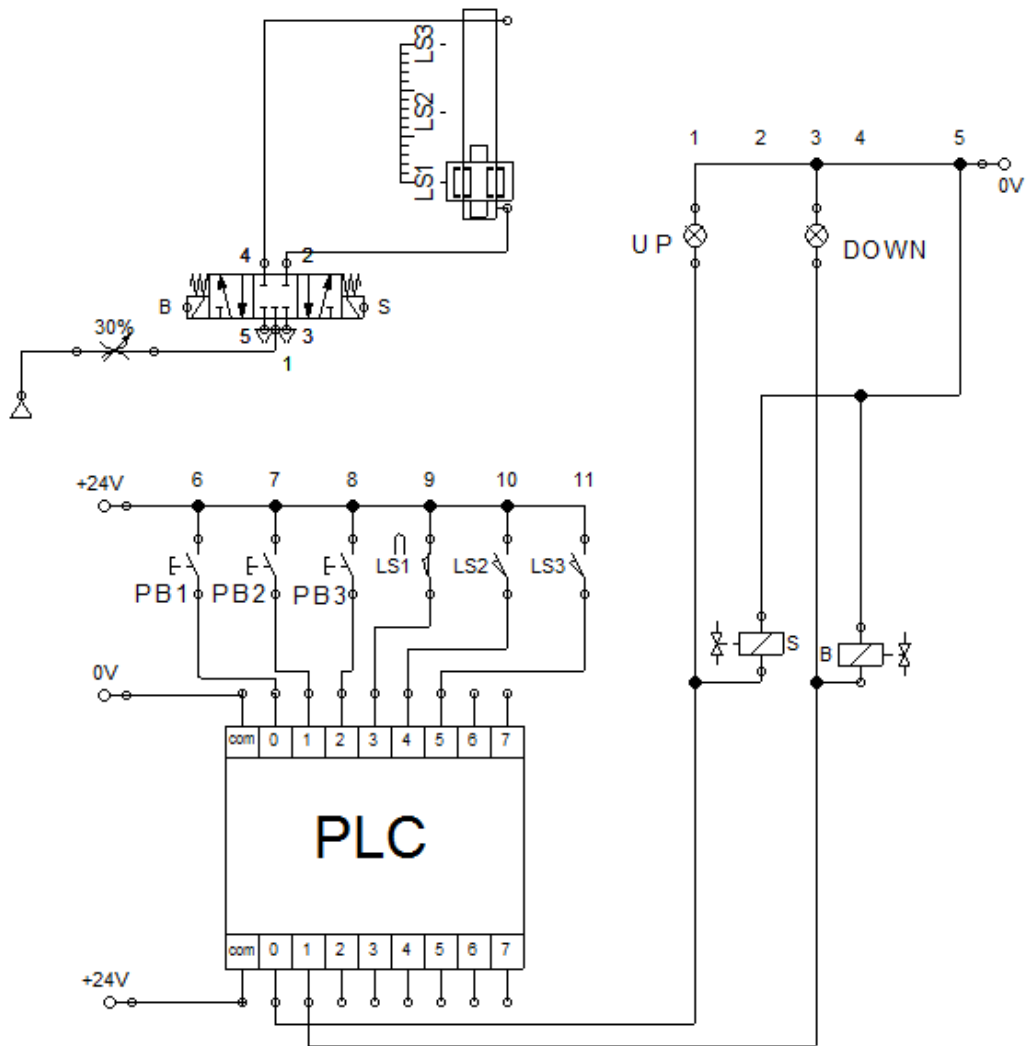 LS3
LS2
LS1
1 2 3 4 5
0V
UP
DOWN
4 2
B S
5 3
1
30%
6 7 8 9 10 11
+24V
PB1 PB2 PB3 LS1 LS2 LS3
S
B
0V
com 0 1 2 3 4 5 6 7
PLC
com 0 1 2 3 4 5 6 7
+24V